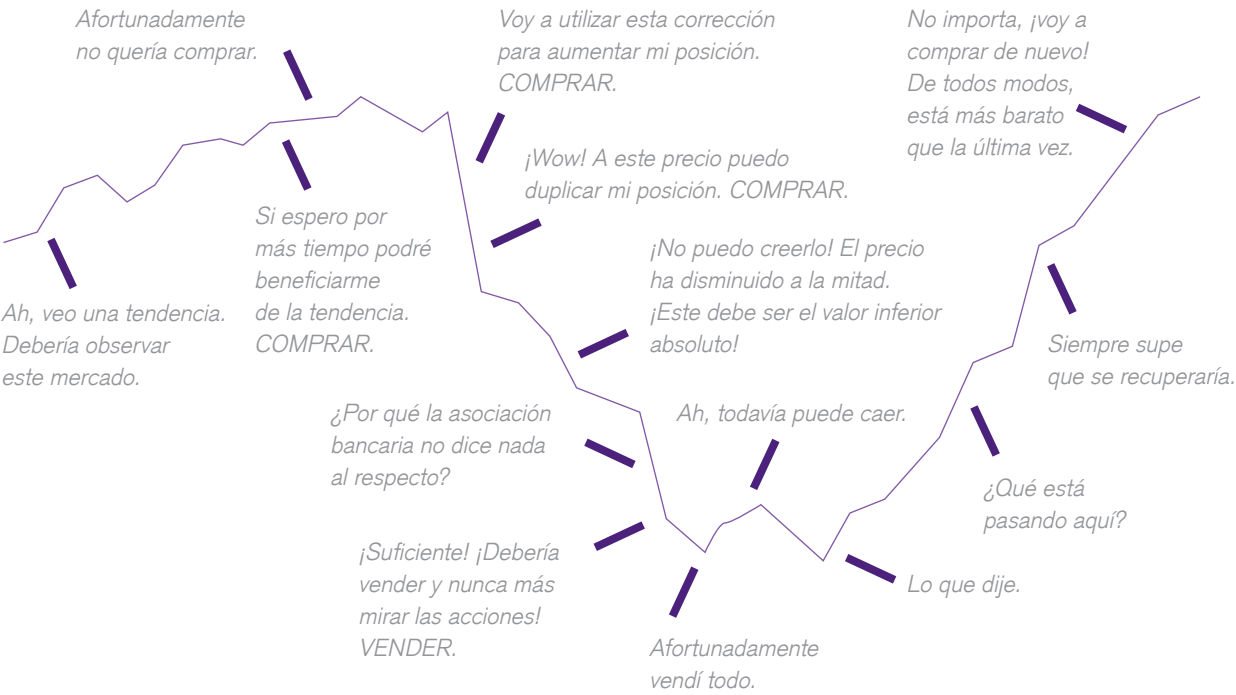 Afortunadamente
no quería comprar.
Voy a utilizar esta corrección
para aumentar mi posición.
COMPRAR.
No importa, ¡voy a
comprar de nuevo!
De todos modos,
está más barato
que la última vez.
¡Wow! A este precio puedo
duplicar mi posición. COMPRAR.
Si espero por
más tiempo podré
beneficiarme
de la tendencia.
COMPRAR.
¡No puedo creerlo! El precio
ha disminuido a la mitad.
¡Este debe ser el valor inferior
absoluto!
Ah, veo una tendencia.
Debería observar
este mercado.
Siempre supe
que se recuperaría.
¿Por qué la asociación
bancaria no dice nada
al respecto?
Ah, todavía puede caer.
¿Qué está
pasando aquí?
¡Suficiente! ¡Debería
vender y nunca más
mirar las acciones!
VENDER.
Lo que dije.
Afortunadamente
vendí todo.